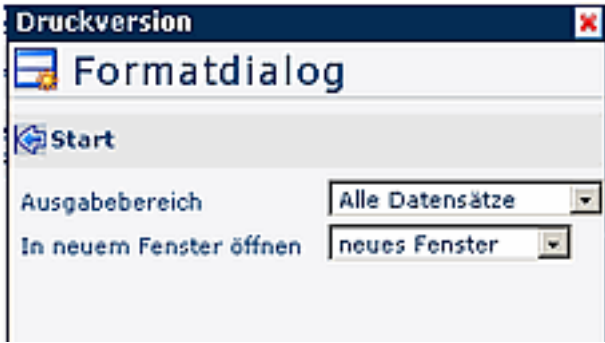 Druckversion
Formatdialog
Start
Ausgabebereich Alle Datensätze
In neuem Fenster öffnen neues Fenster